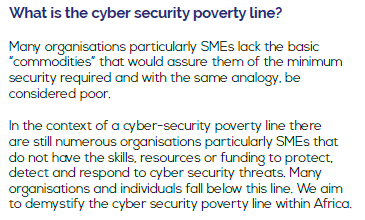 What is the cyber security poverty line?
Many organisations particularly SMEs lack the basic
"commodities" that would assure them of the minimum
security required and with the same analogy, be
considered poor.
In the context of a cyber-security poverty line there
are still numerous organisations particularly SMEs that
do not have the skills, resources or funding to protect,
detect and respond to cyber security threats. Many
organisations and individuals fall below this line. We aim
to demystify the cyber security poverty line within Africa.